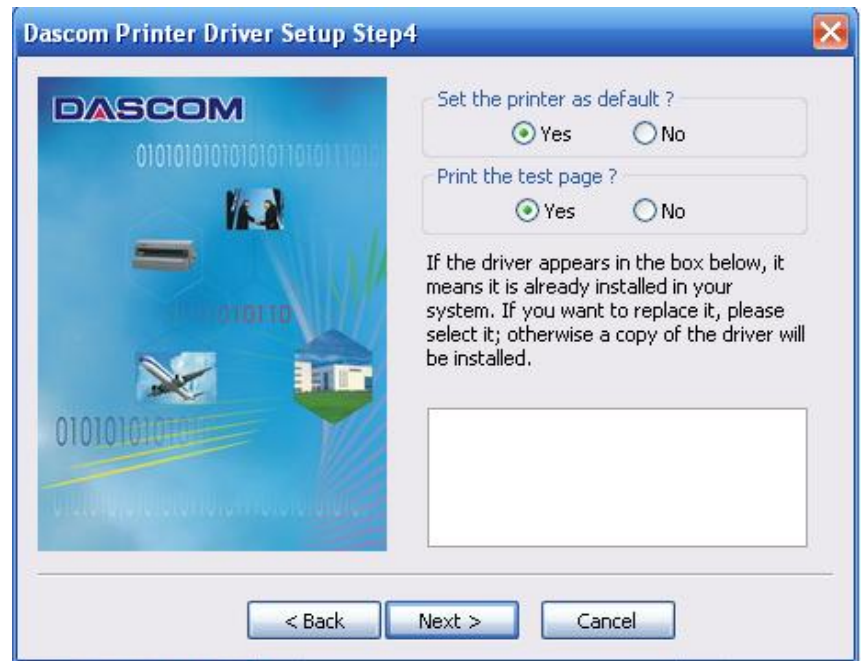 Dascom Printer Driver Setup Step4
DASCOM
Set the printer as default ?
Yes No
Print the test page ?
Yes No
If the driver appears in the box below, it
means it is already installed in your
system. If you want to replace it, please
select it; otherwise a copy of the driver will
be installed.
010110
< Back Next > Cancel